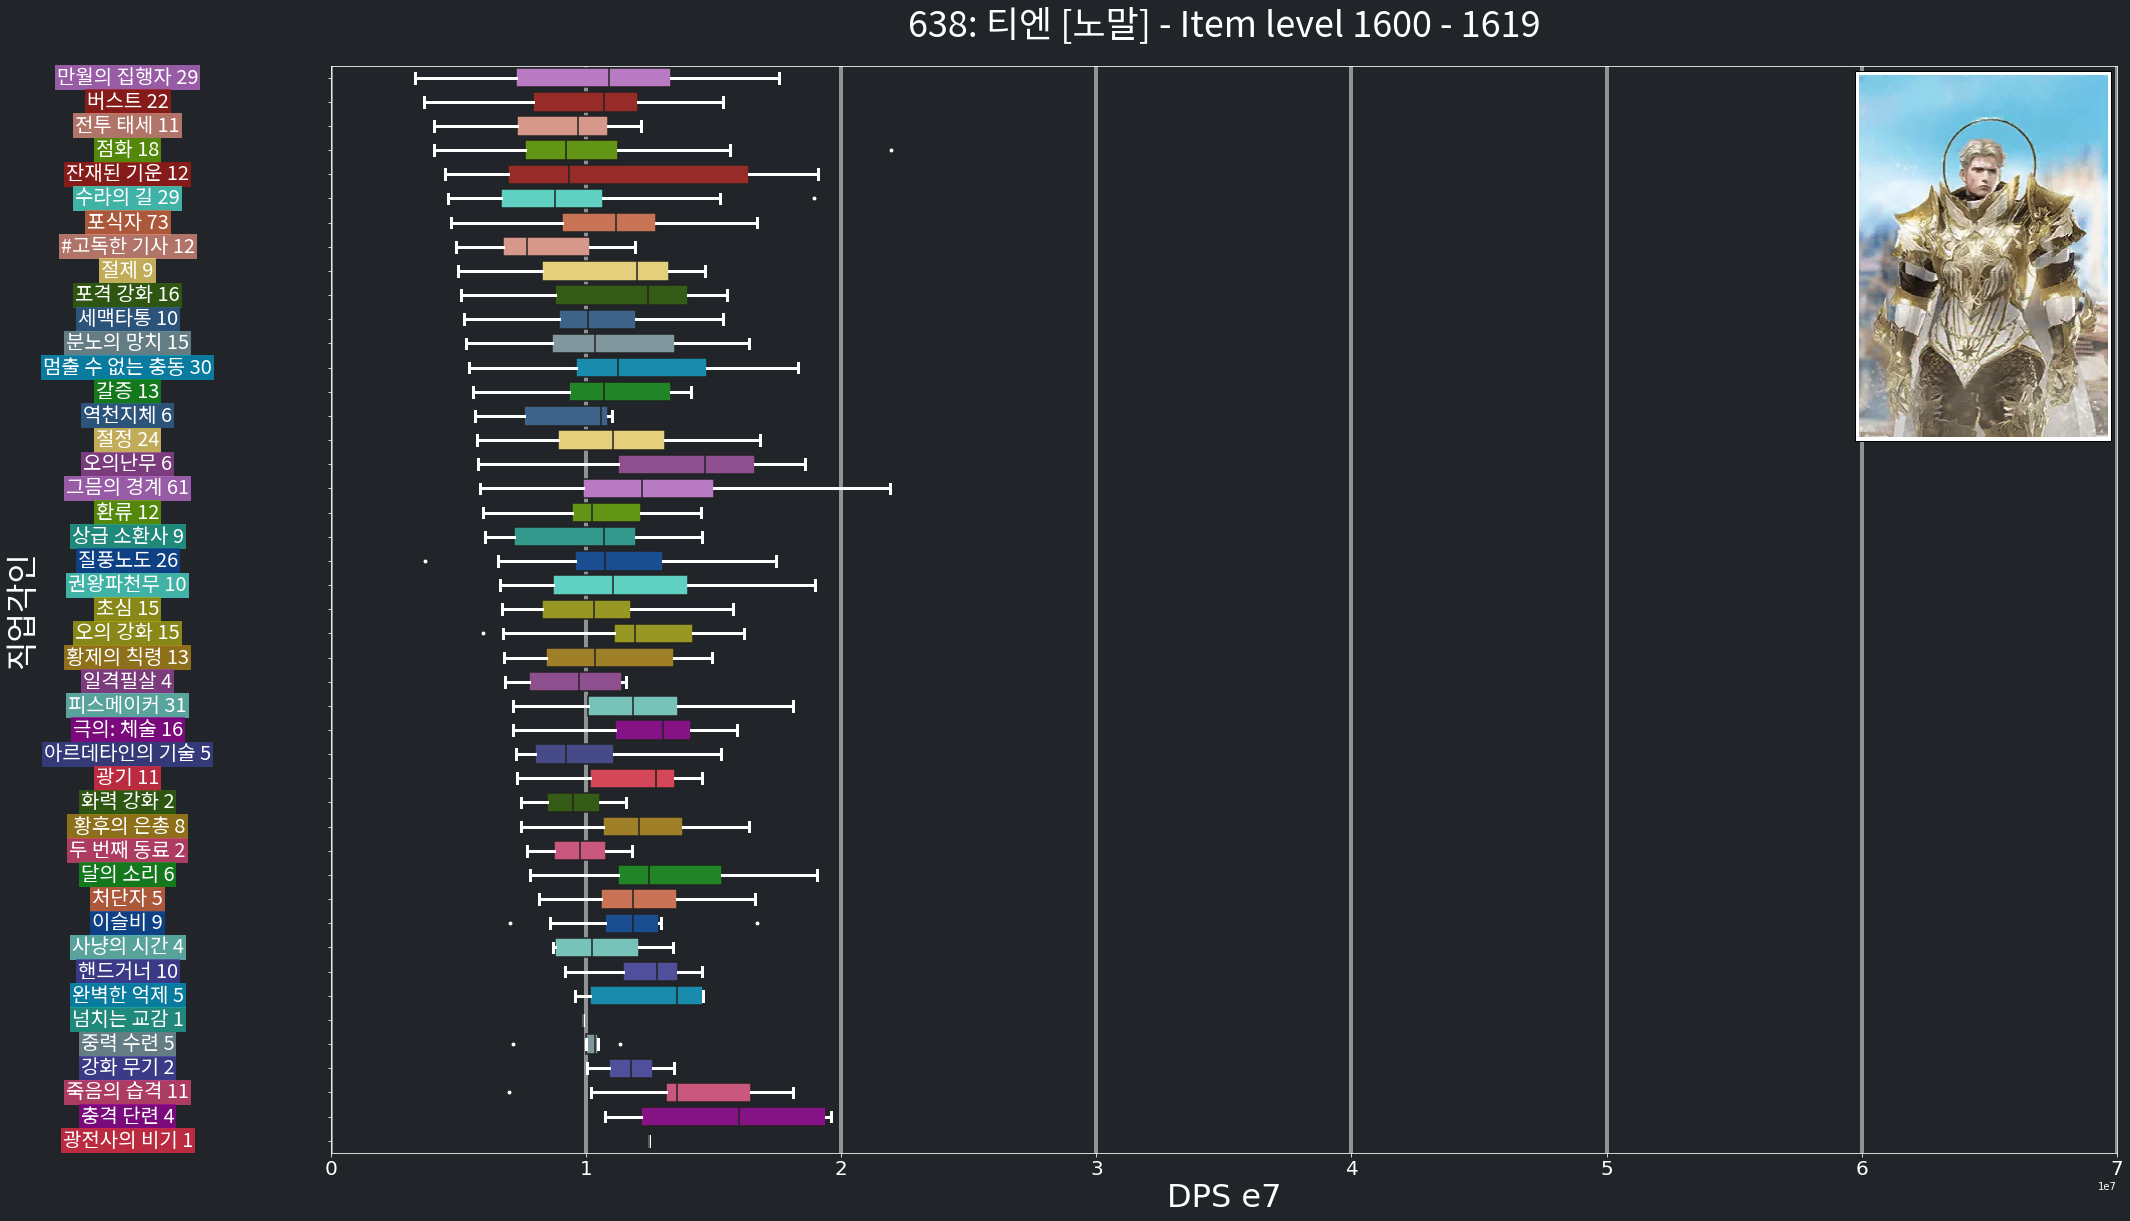 638: 티엔 [노말] - Item level 1600 - 1619
만월의 집행자 29
버스트 22
전투 태세 11
점화 18
잔재된 기운 12
수라의 길 29
포식자 73
#고독한 기사 12
절제 9
포격 강화 16
세맥타통 10
분노의 망치 15
멈출 수 없는 충동 30
갈증 13
역천지체 6
절정 24
오의난무 6
그믐의 경계 61
환류 12
상급 소환사 9
질풍노도 26
권왕파천무 10
초심 15
오의 강화 15
황제의 칙령 13
일격필살 4
피스메이커 31
극의: 체술 16
아르데타인의 기술 5
광기 11
화력 강화 2
황후의 은총 8
두 번째 동료 2
달의 소리 6
처단자 5
이슬비 9
사냥의 시간 4
핸드거너 10
완벽한 억제 5
넘치는 교감 1
중력 수련 5
강화 무기 2
죽음의 습격 11
충격 단련 4
광전사의 비기 1
직업각인
0 1 2 3 4 5 6 7
1e7
DPS e7